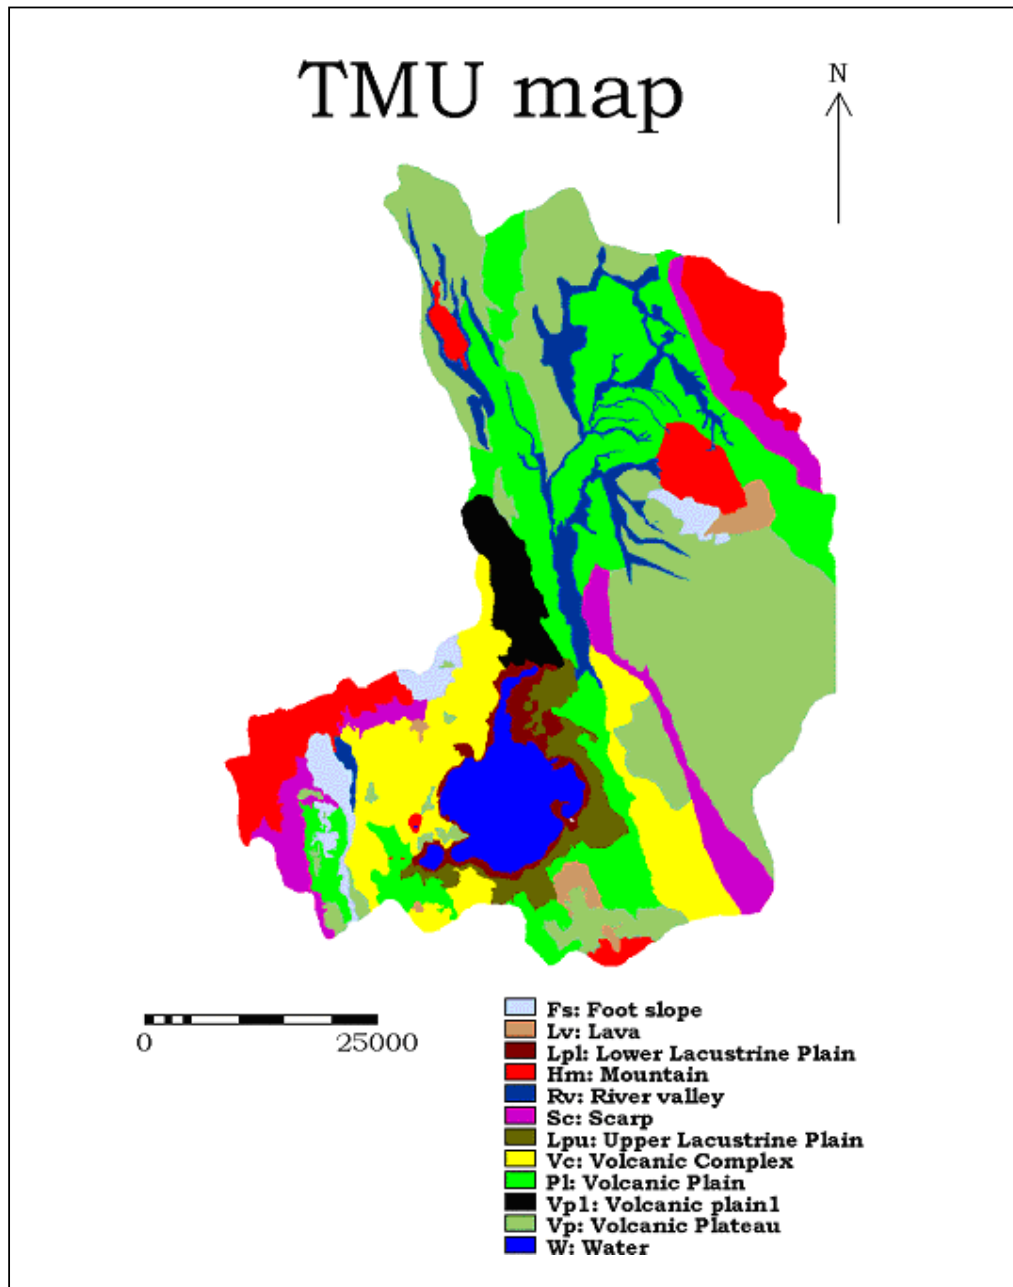 TMU map
N
0 25000
Fs: Foot slope
Lv: Lava
Lpl: Lower Lacustrine Plain
Hm: Mountain
Rv: River valley
Sc: Scarp
Lpu: Upper Lacustrine Plain
Vc: Volcanic Complex
Pl: Volcanic Plain
Vp1: Volcanic plain1
Vp: Volcanic Plateau
W: Water